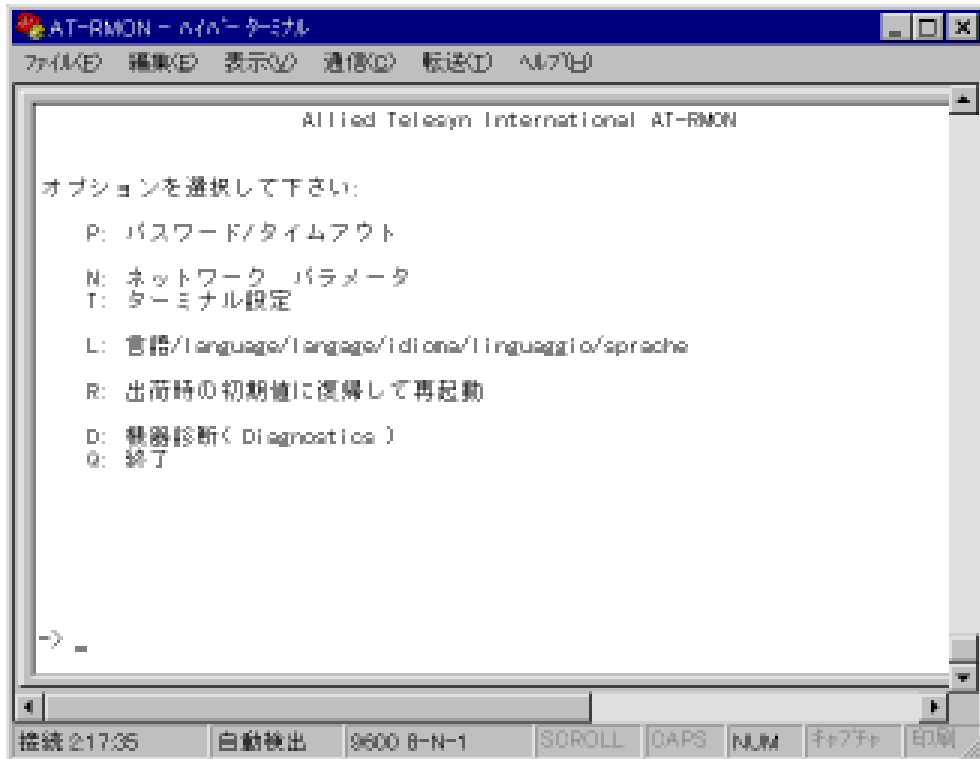 AT-RMON - ハイパーターミナル
ファイル(F) 編集(E) 表示(V) 通信(C) 転送(T) ヘルプ(H)
Allied Telesyn International AT-RMON
オプションを選択して下さい:
P: パスワード/タイムアウト
N: ネットワーク パラメータ
T: ターミナル設定
L: 言語/language/langage/idioma/linguaggio/sprache
R: 出荷時の初期値に復帰して再起動
D: 機器診断( Diagnostics )
Q: 終了
-> _
接続 2:17:35 自動検出 9600 8-N-1 SCROLL CAPS NUM キャプチャ 印刷